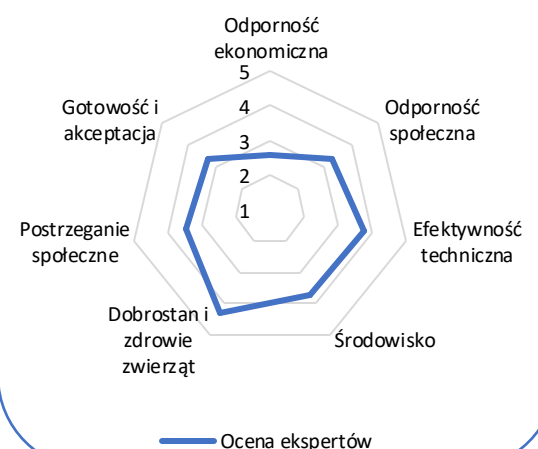 Odporność
ekonomiczna
5
4
3
2
1
Odporność
społeczna
Efektywność
techniczna
Środowisko
Dobrostan i
zdrowie
zwierząt
Postrzeganie
społeczne
Gotowość i
akceptacja
Ocena ekspertów